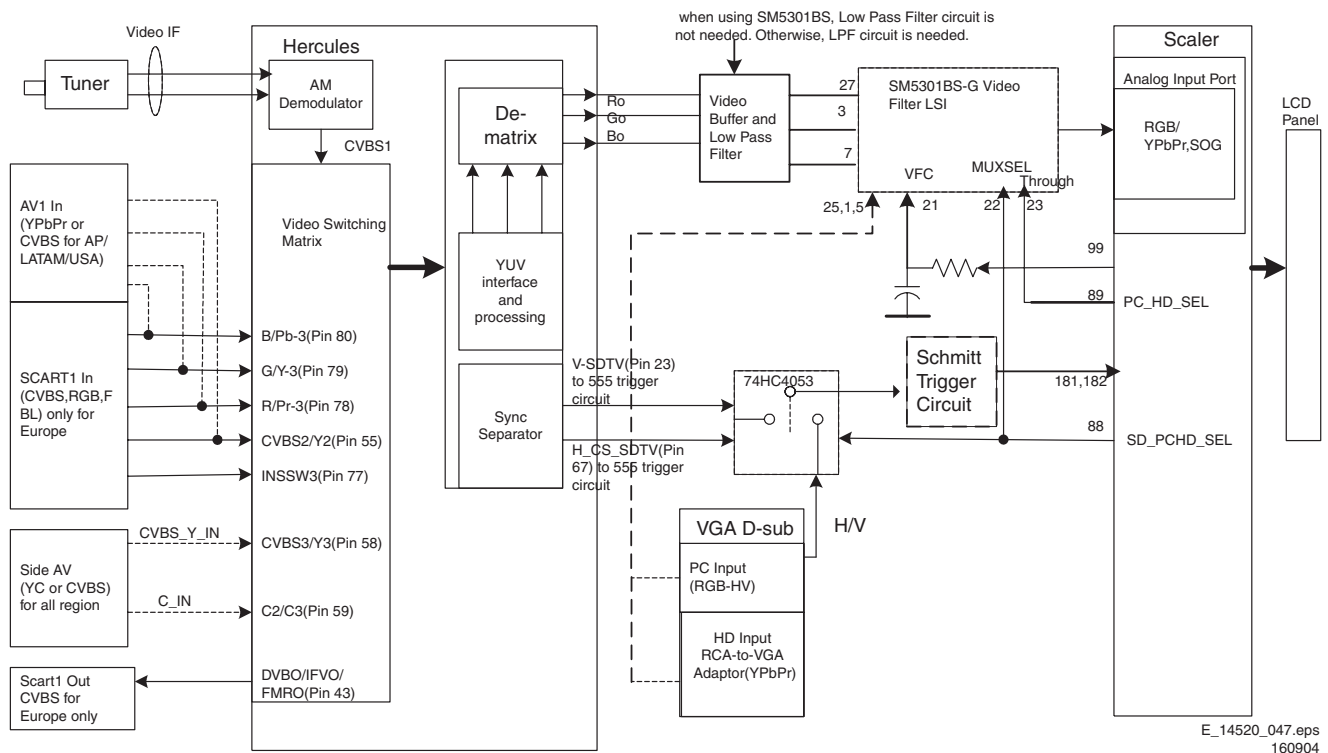 when using SM5301BS, Low Pass Filter circuit is
not needed. Otherwise, LPF circuit is needed.
Video IF
Tuner
Hercules
AM
Demodulator
CVBS1
De-
matrix
Ro
Go
Bo
Video
Buffer and
Low Pass
Filter
27
3
7
SM5301BS-G Video
Filter LSI
VFC
MUXSEL
Through
25,1,5
21
22
23
Scaler
Analog Input Port
RGB/
YPbPr,SOG
LCD
Panel
AV1 In
(YPbPr or
CVBS for AP/
LATAM/USA)
Video Switching
Matrix
YUV
interface
and
processing
99
89
PC_HD_SEL
SCART1 In
(CVBS,RGB,F
BL) only for
Europe
B/Pb-3(Pin 80)
G/Y-3(Pin 79)
R/Pr-3(Pin 78)
CVBS2/Y2(Pin 55)
INSSW3(Pin 77)
Sync
Separator
V-SDTV(Pin 23)
to 555 trigger
circuit
H_CS_SDTV(Pin
67) to 555 trigger
circuit
74HC4053
Schmitt
Trigger
Circuit
181,182
88
SD_PCHD_SEL
Side AV
(YC or CVBS)
for all region
CVBS_Y_IN
C_IN
CVBS3/Y3(Pin 58)
C2/C3(Pin 59)
VGA D-sub
H/V
PC Input
(RGB-HV)
HD Input
RCA-to-VGA
Adaptor(YPbPr)
Scart1 Out
CVBS for
Europe only
DVBO/IFVO/
FMRO(Pin 43)
E_14520_047.eps
160904